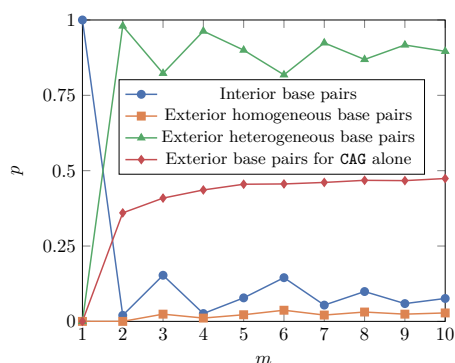 1
0.75
0.5
0.25
0
p
Interior base pairs
Exterior homogeneous base pairs
Exterior heterogeneous base pairs
Exterior base pairs for CAG alone
1 2 3 4 5 6 7 8 9 10
m